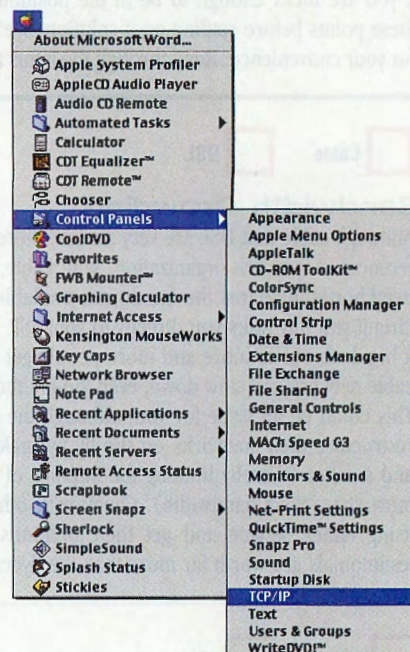 About Microsoft Word...
Apple System Profiler
AppleCD Audio Player
Audio CD Remote
Automated Tasks
Calculator
CDT Equalizer™
CDT Remote™
Chooser
Control Panels
CoolDVD
Favorites
FWB Mounter™
Graphing Calculator
Internet Access
Kensington MouseWorks
Key Caps
Network Browser
Note Pad
Recent Applications
Recent Documents
Recent Servers
Remote Access Status
Scrapbook
Screen Snapz
Sherlock
SimpleSound
Splash Status
Stickies
Appearance
Apple Menu Options
AppleTalk
CD-ROM ToolKit™
ColorSync
Configuration Manager
Control Strip
Date & Time
Extensions Manager
File Exchange
File Sharing
General Controls
Internet
MACh Speed G3
Memory
Monitors & Sound
Mouse
Net-Print Settings
QuickTime™ Settings
Snapz Pro
Sound
Startup Disk
TCP/IP
Text
Users & Groups
WriteDVD!™